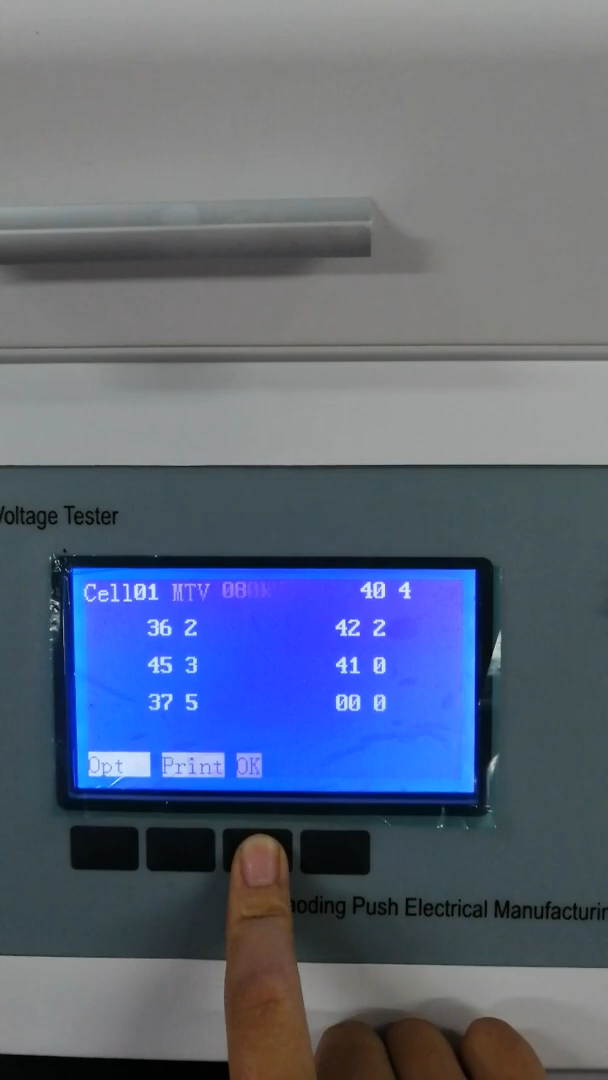 Voltage Tester
Cell01 MTV 080k 40 4
36 2 42 2
45 3 41 0
37 5 00 0
Opt Print OK
Push Electrical Manufacturin